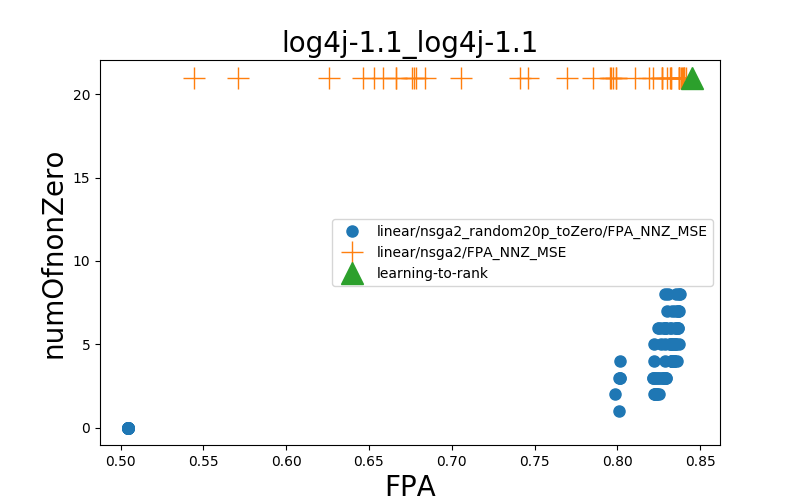 log4j-1.1_log4j-1.1
numOfnonZero
20
15
10
5
0
linear/nsga2_random20p_toZero/FPA_NNZ_MSE
linear/nsga2/FPA_NNZ_MSE
learning-to-rank
0.50 0.55 0.60 0.65 0.70 0.75 0.80 0.85
FPA